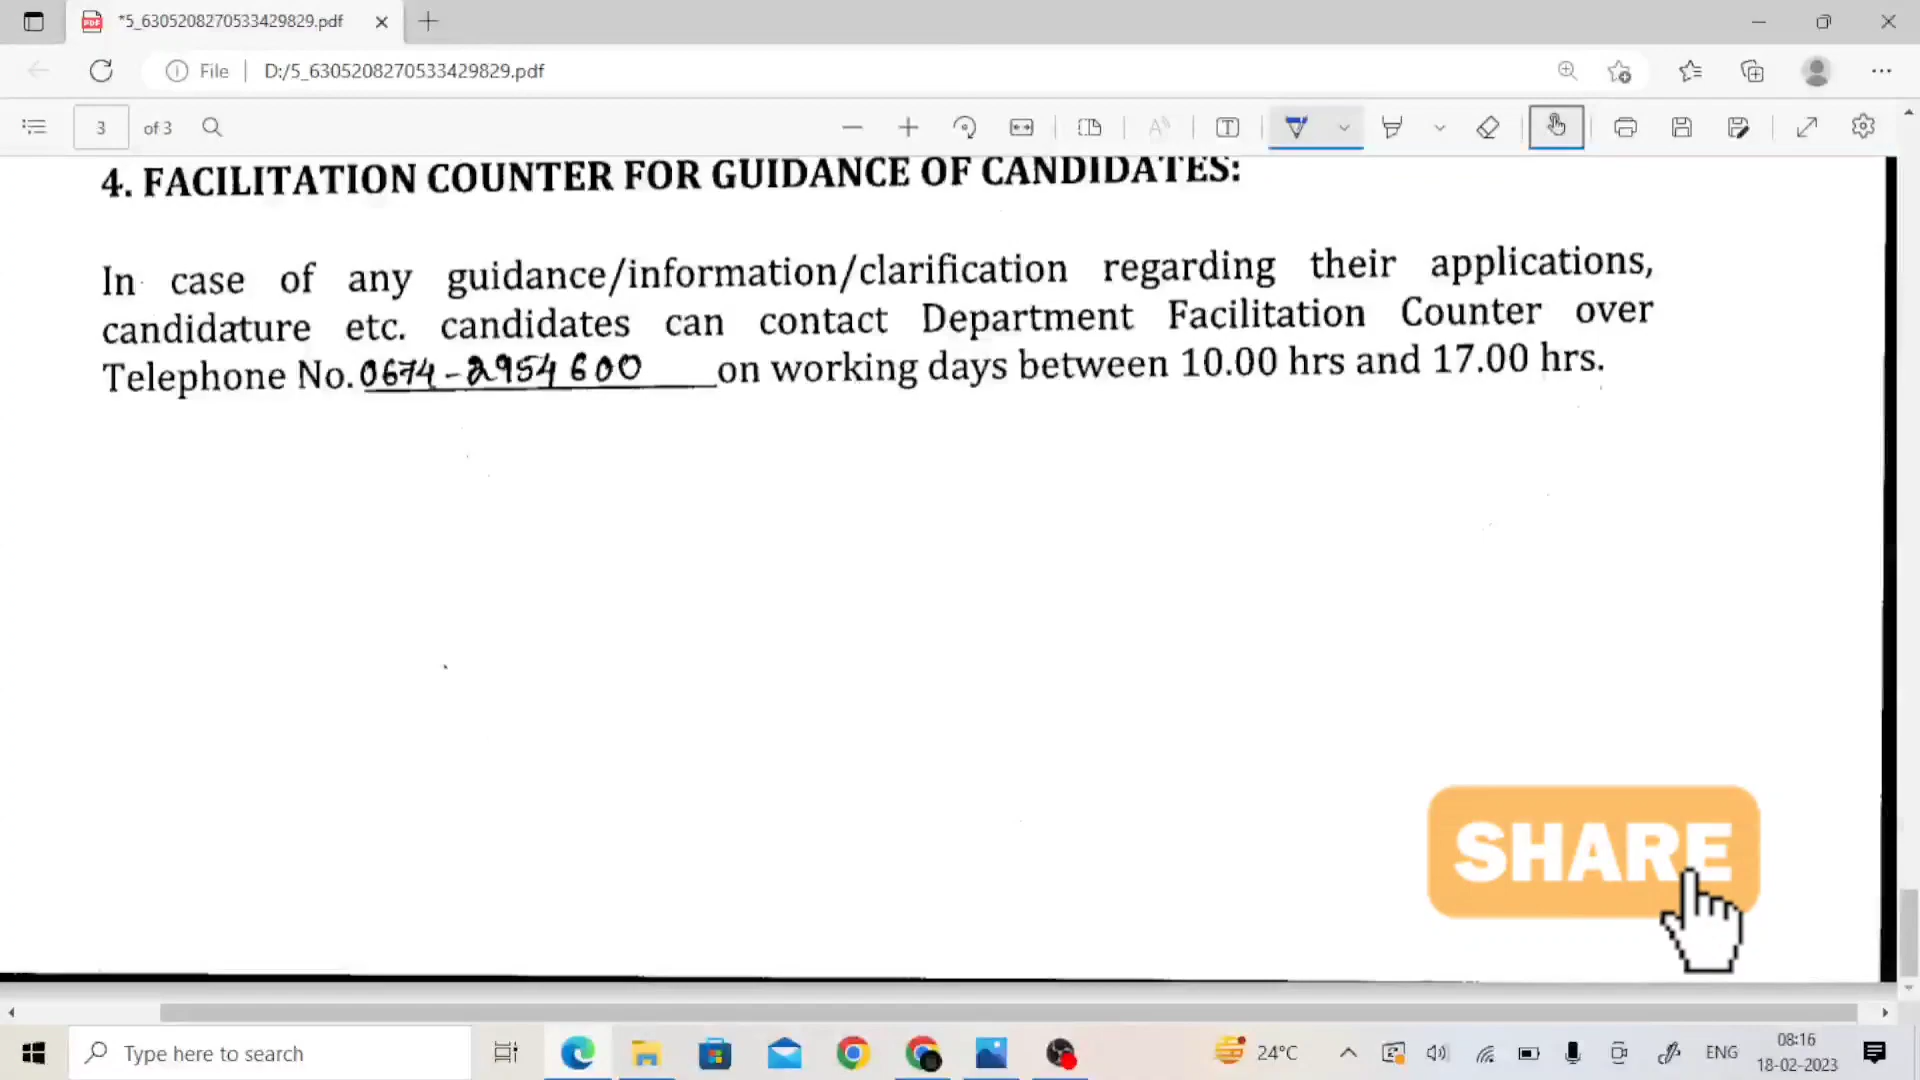 *5_6305208270533429829.pdf
File
D:/5_6305208270533429829.pdf
3
of 3
4. FACILITATION COUNTER FOR GUIDANCE OF CANDIDATES:
In case of any guidance/information/clarification regarding their applications,
candidature etc. candidates can contact Department Facilitation Counter over
Telephone No. 0674-2954600 on working days between 10.00 hrs and 17.00 hrs.
SHARE
Type here to search
24°C
ENG
08:16
18-02-2023